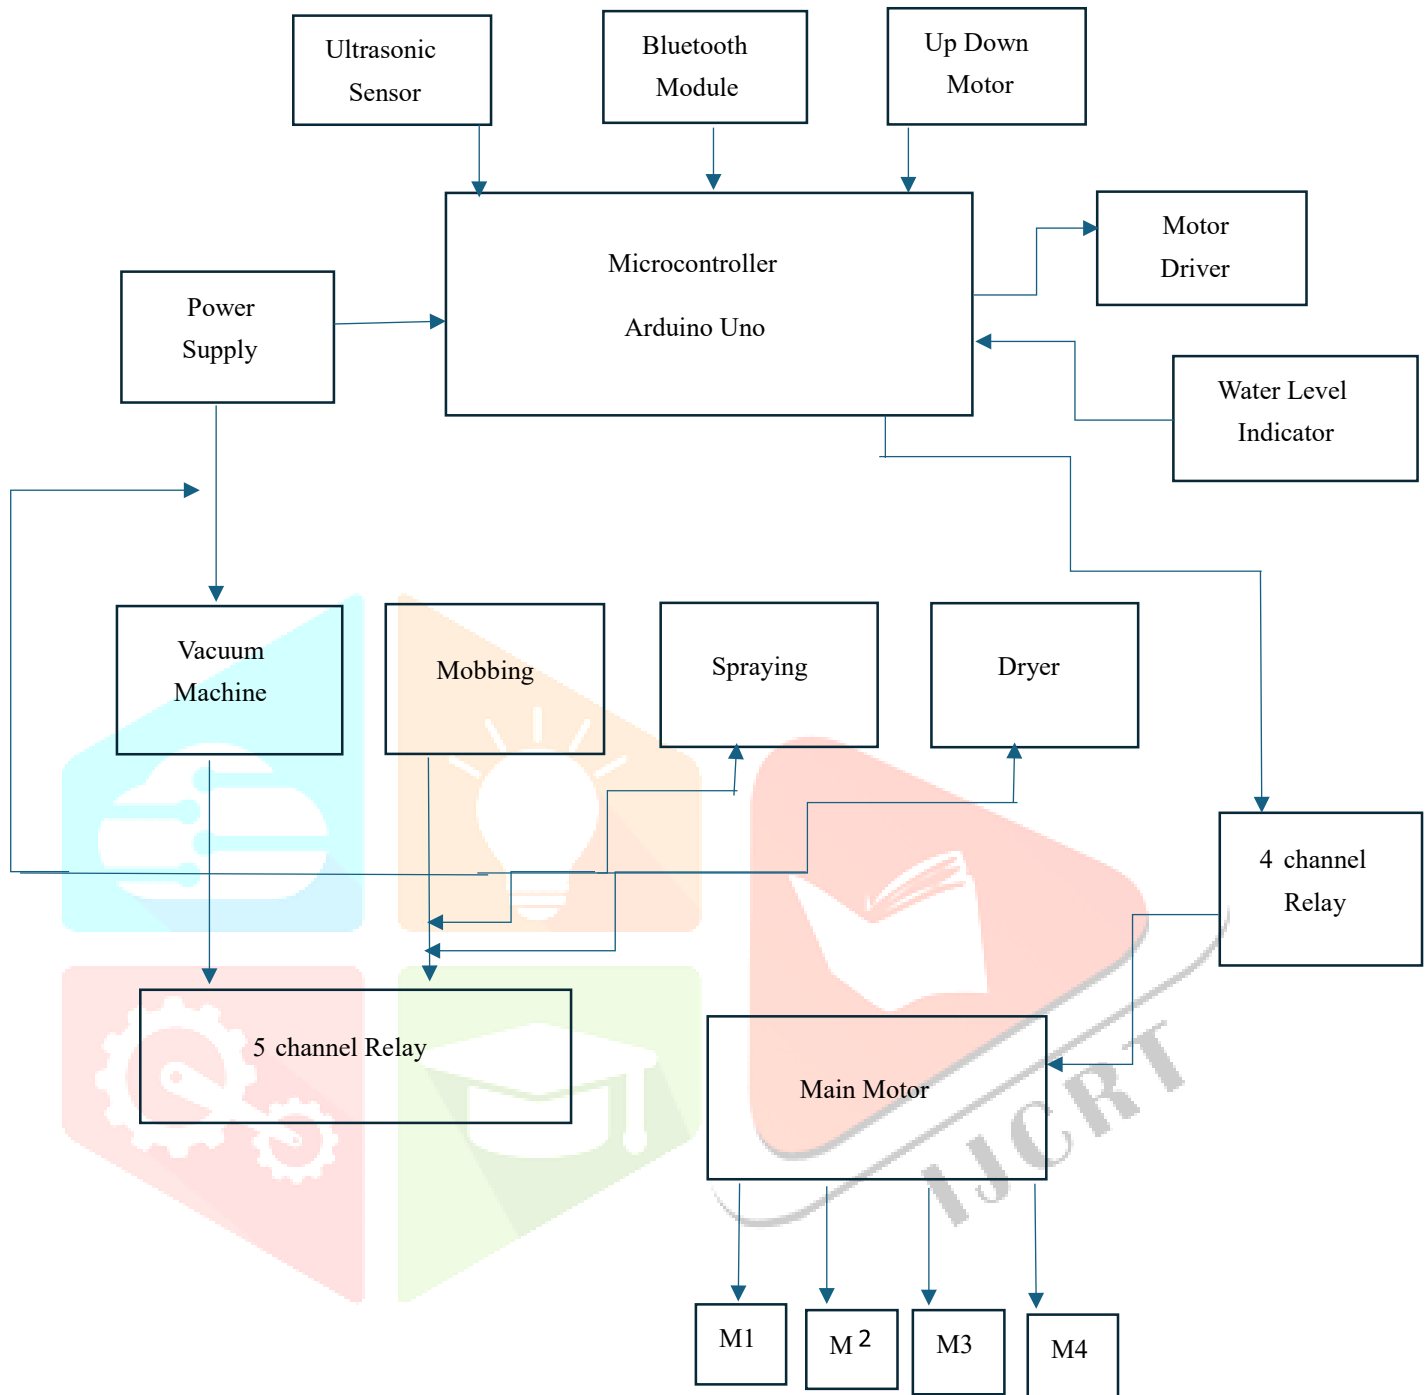 Ultrasonic
Sensor
Bluetooth
Module
Up Down
Motor
Microcontroller
Arduino Uno
Motor
Driver
Power
Supply
Water Level
Indicator
Vacuum
Machine
Mobbing
Spraying
Dryer
4 channel
Relay
5 channel Relay
Main Motor
IJCRT
M1
M 2
M3
M4